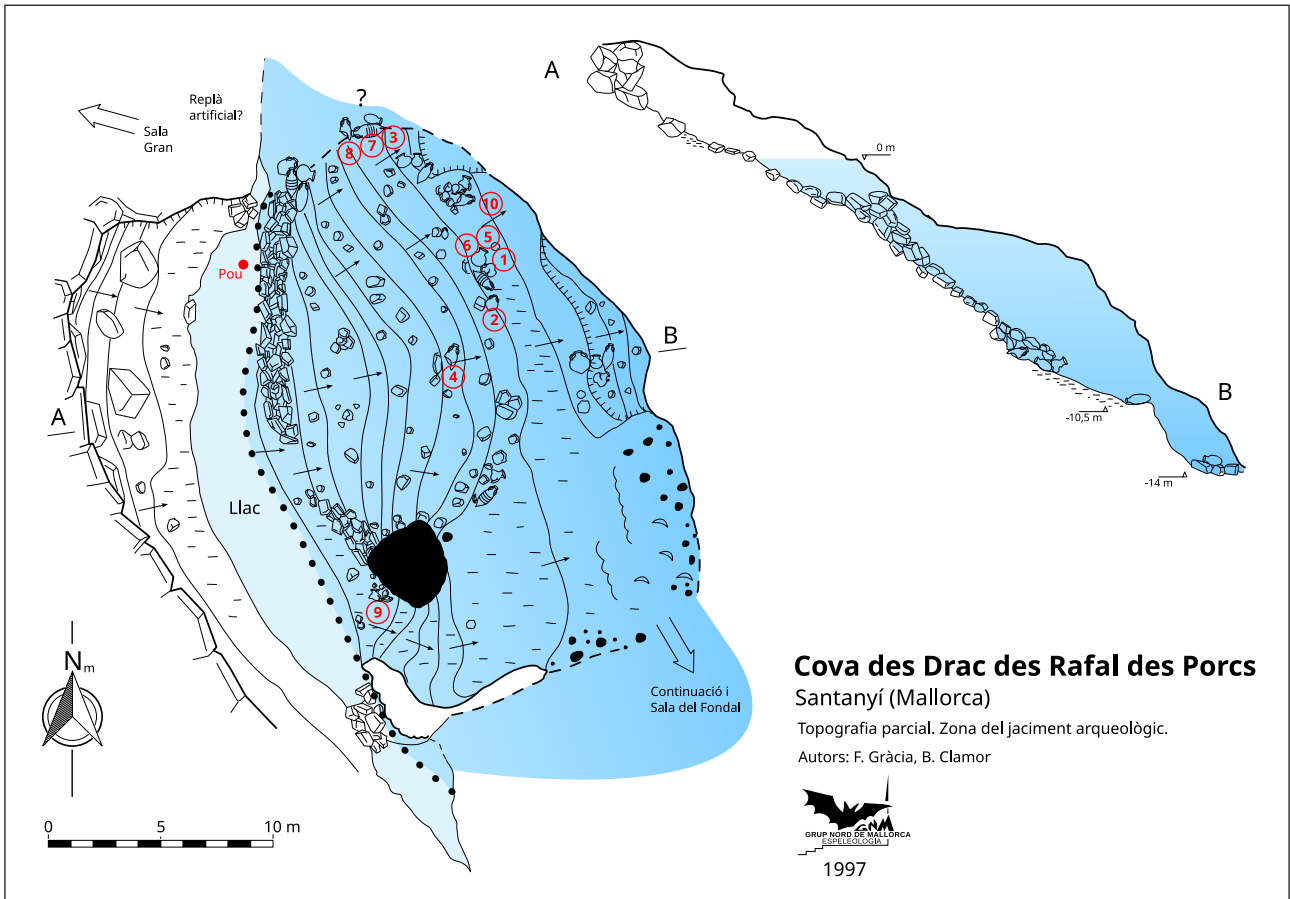 Replà
artificial?
Sala
Gran
?
3
7
8
10
5
6
1
Pou
2
4
A
B
Llac
9
Continuació i
Sala del Fondal
Nm
0 5 10 m
A
0 m
-10,5 m
-14 m
B
Cova des Drac des Rafal des Porcs
Santanyí (Mallorca)
Topografia parcial. Zona del jaciment arqueològic.
Autors: F. Gràcia, B. Clamor
GNM
GRUP NORD DE MALLORCA
ESPELEOLOGÍA
1997